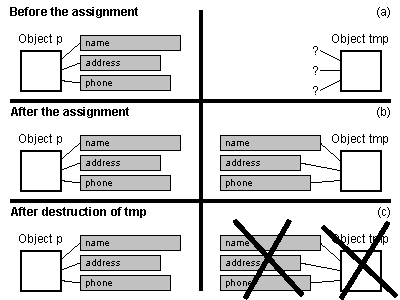 Before the assignment (a)
Object p
name
address
phone
Object tmp
?
?
?
After the assignment (b)
Object p
name
address
phone
Object tmp
name
address
phone
After destruction of tmp (c)
Object p
name
address
phone
Object tmp
name
address
phone